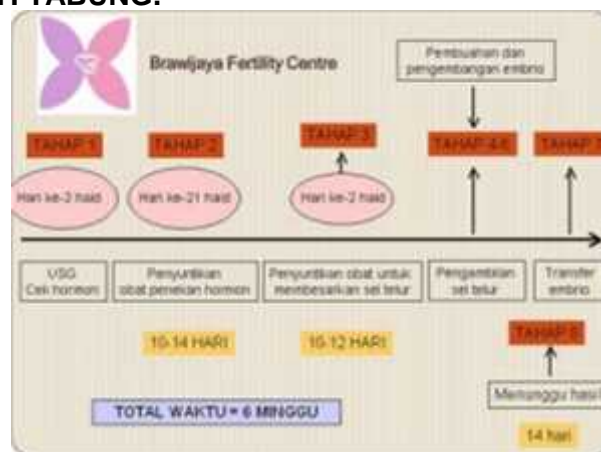 TABUNG:
Brawijaya Fertility Centre
Pembuahan dan
pengembangan embrio
TAHAP 1
TAHAP 2
TAHAP 3
TAHAP 4-6
TAHAP 7
Hari ke-2 haid
Hari ke-21 haid
Hari ke-2 haid
USG
Cek hormon
Penyuntikan
obat penekan hormon
Penyuntikan obat untuk
membesarkan sel telur
Pengambilan
sel telur
Transfer
embrio
10-14 HARI
10-12 HARI
TAHAP 8
Menunggu hasil
TOTAL WAKTU = 6 MINGGU
14 hari